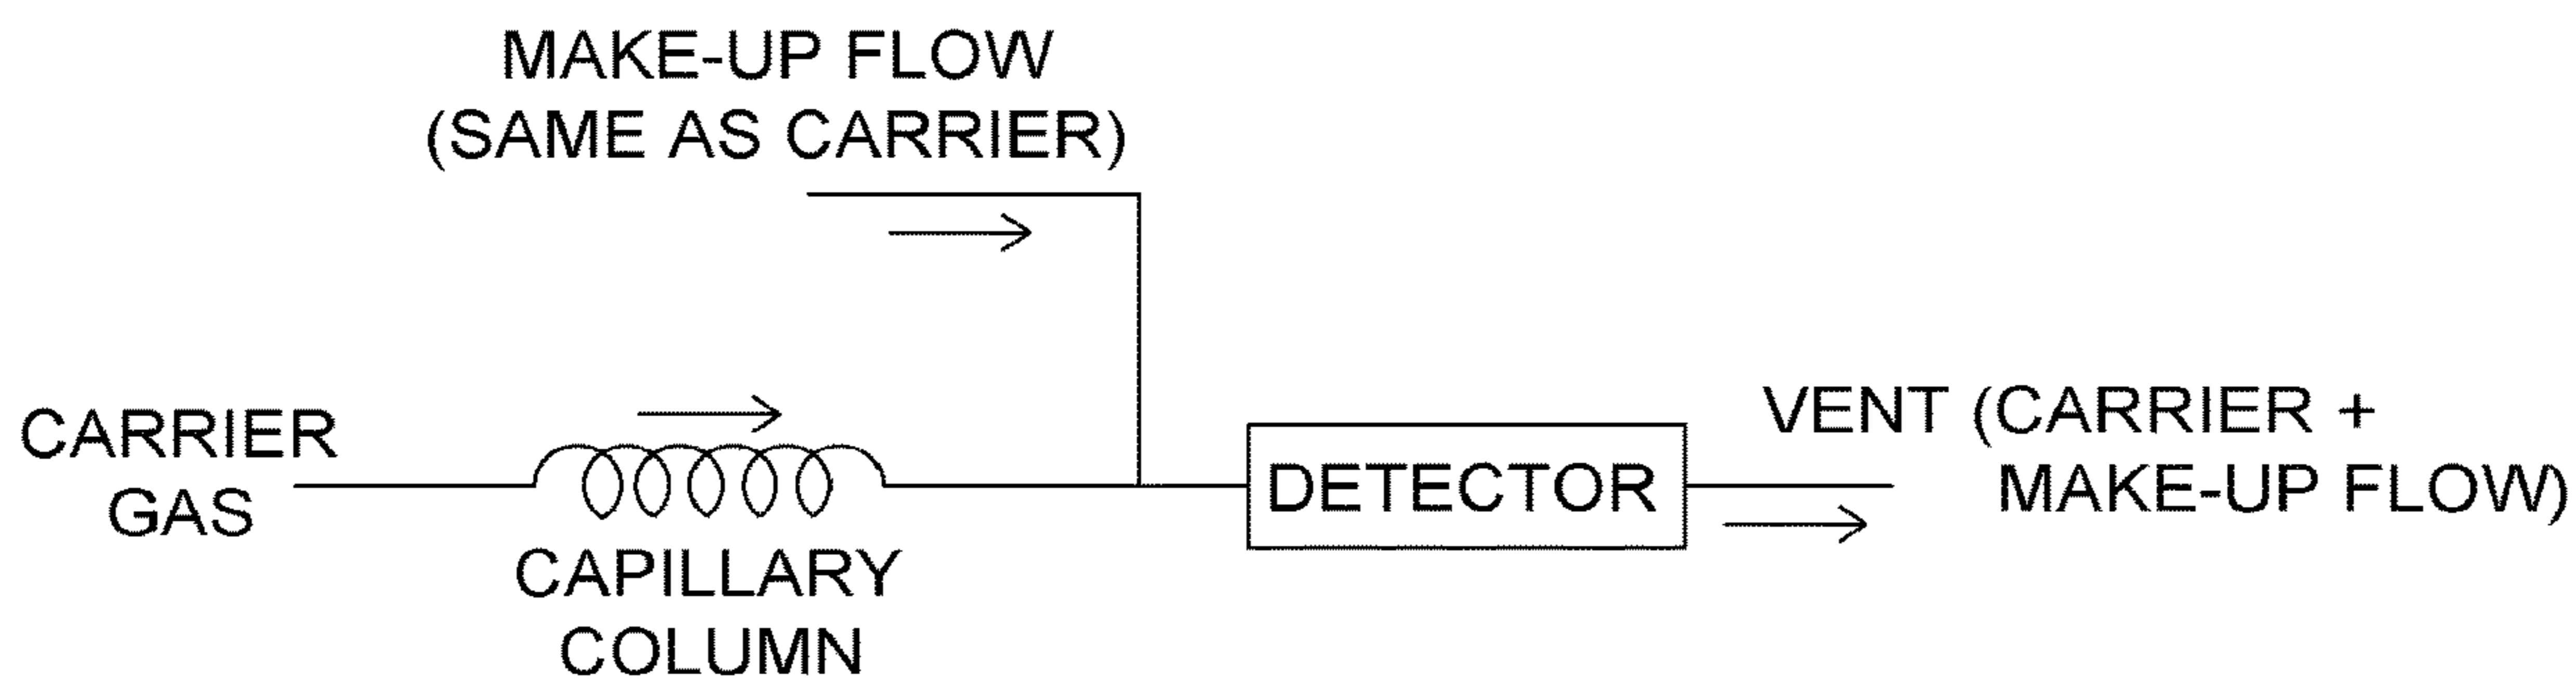 MAKE-UP FLOW
(SAME AS CARRIER)
CARRIER
GAS
CAPILLARY
COLUMN
DETECTOR
VENT (CARRIER +
MAKE-UP FLOW)